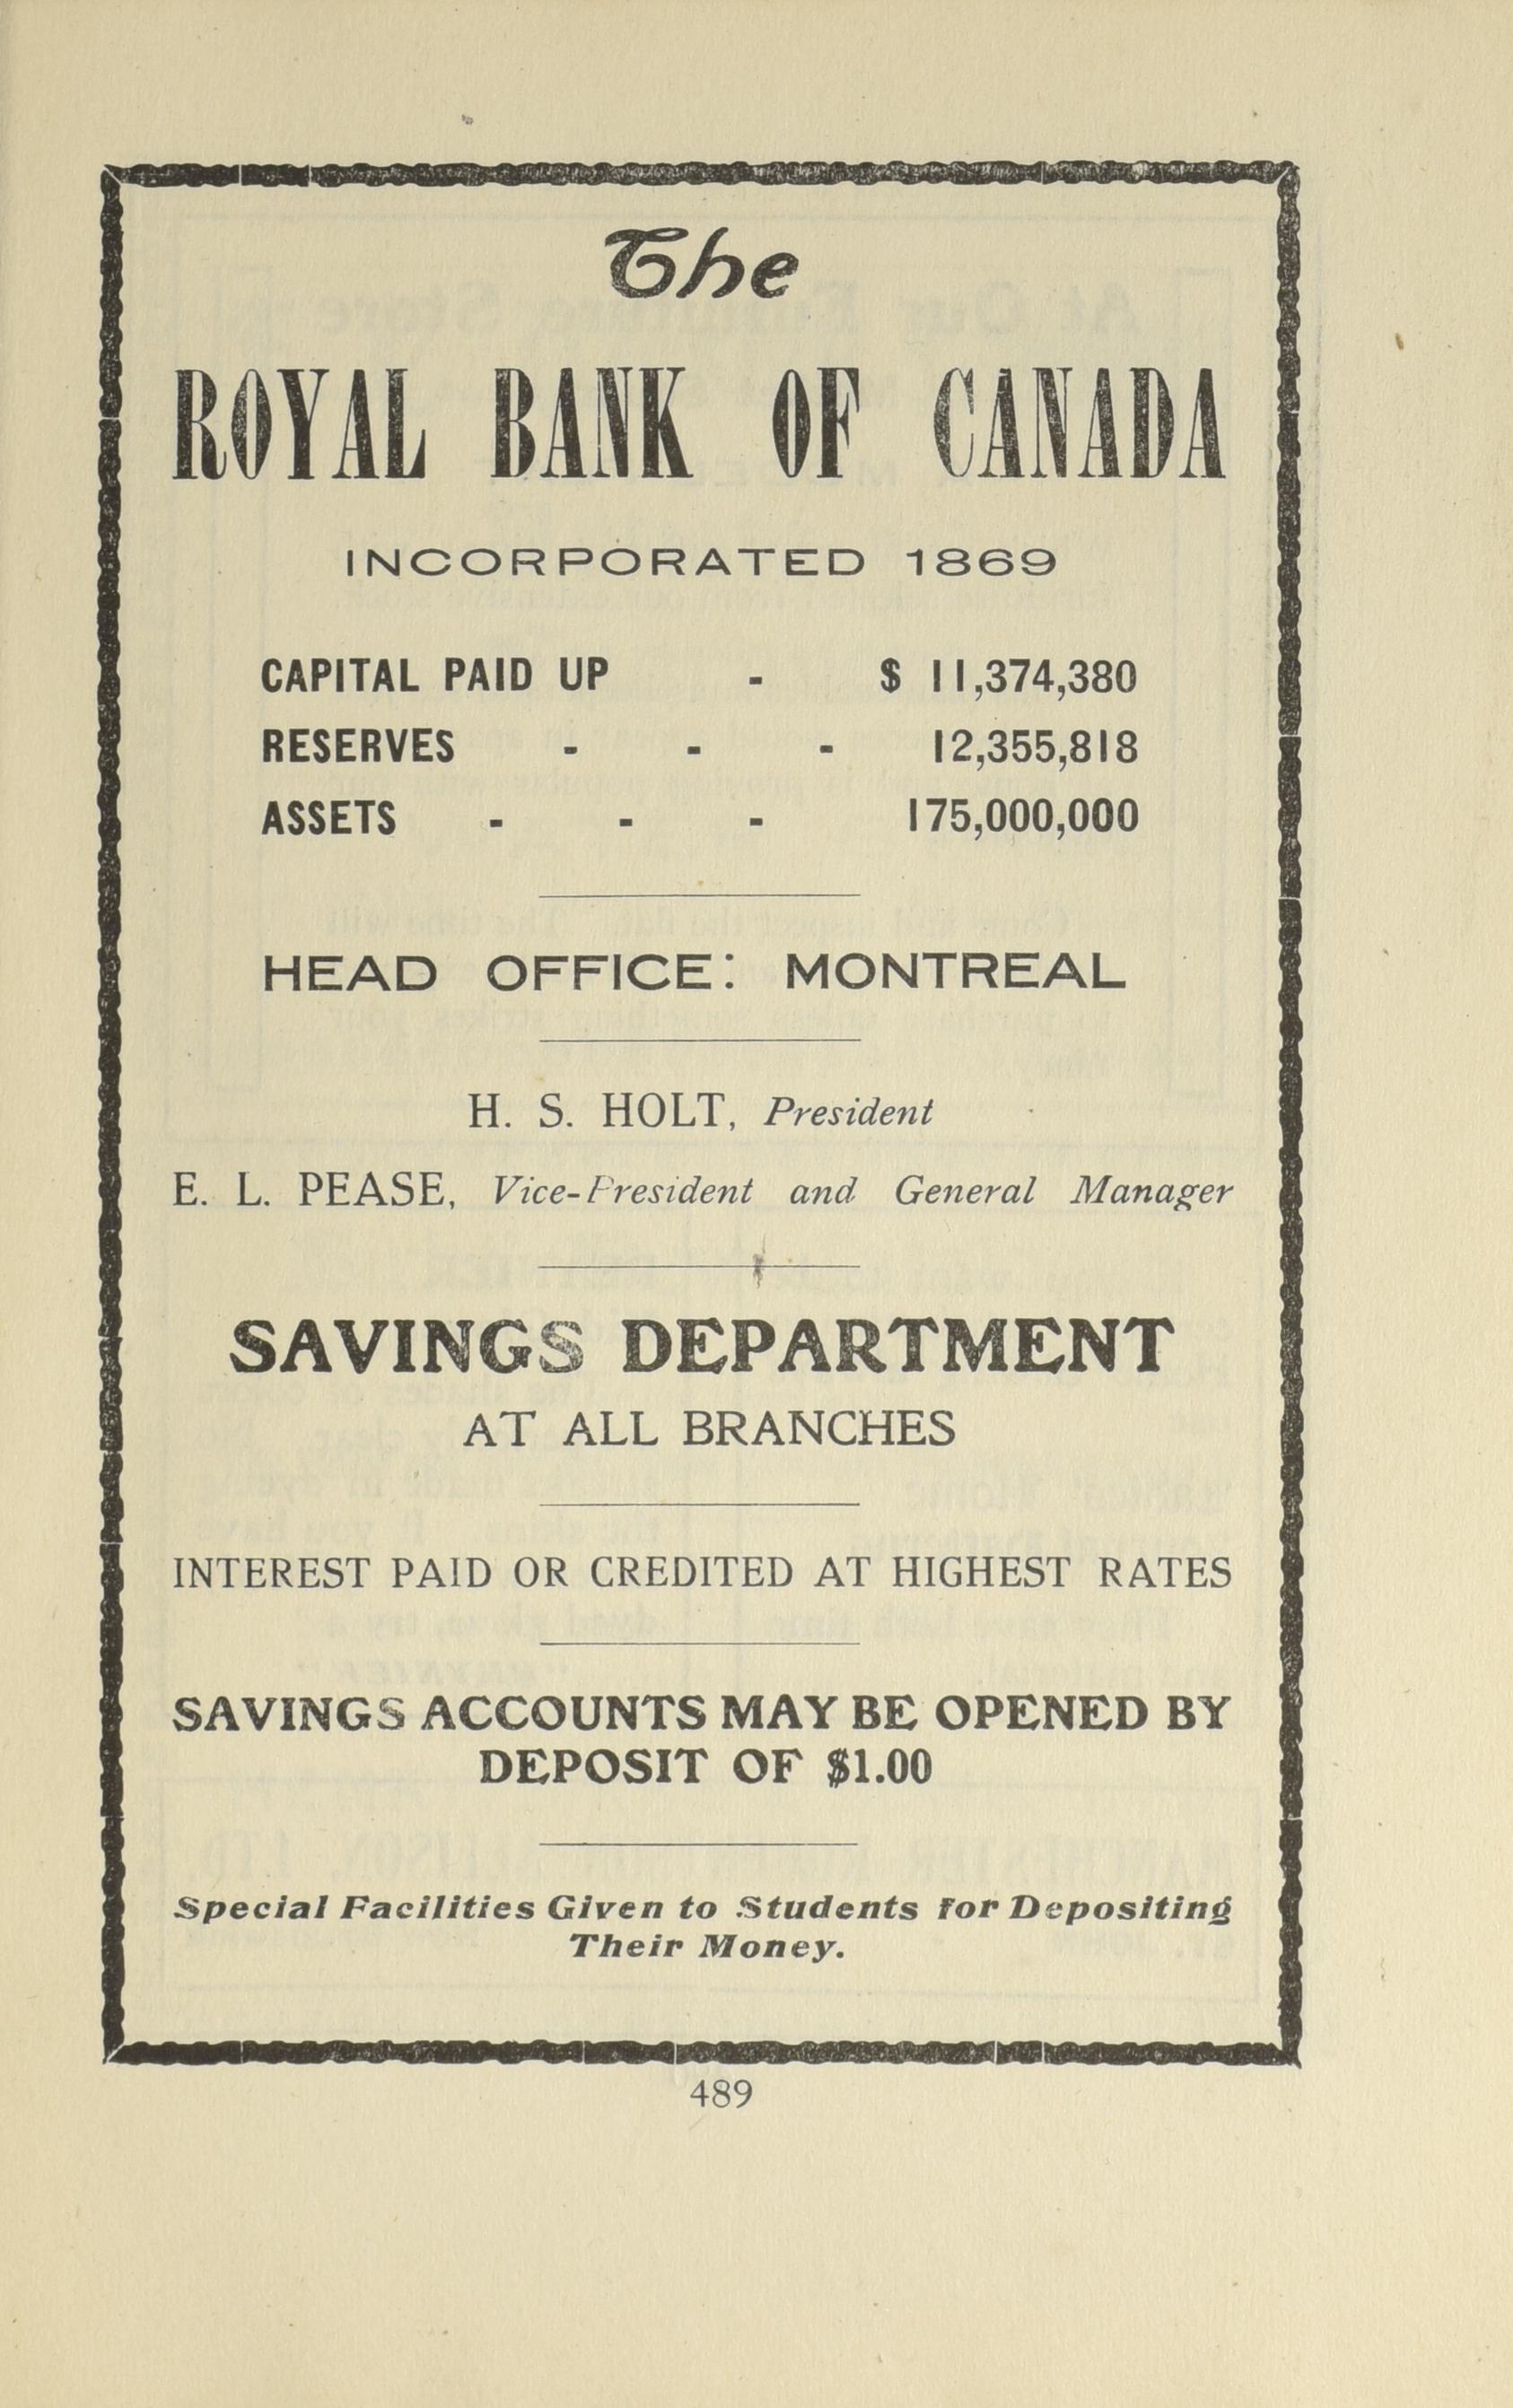 The
ROYAL BANK OF CANADA
INCORPORATED 1869
CAPITAL PAID UP - $ 11,374,380
RESERVES - - - 12,355,818
ASSETS - - - 175,000,000
HEAD OFFICE: MONTREAL
H. S. HOLT, President
E. L. PEASE, Vice-President and General Manager
SAVINGS DEPARTMENT
AT ALL BRANCHES
INTEREST PAID OR CREDITED AT HIGHEST RATES
SAVINGS ACCOUNTS MAY BE OPENED BY
DEPOSIT OF $1.00
Special Facilities Given to Students for Depositing
Their Money.
489